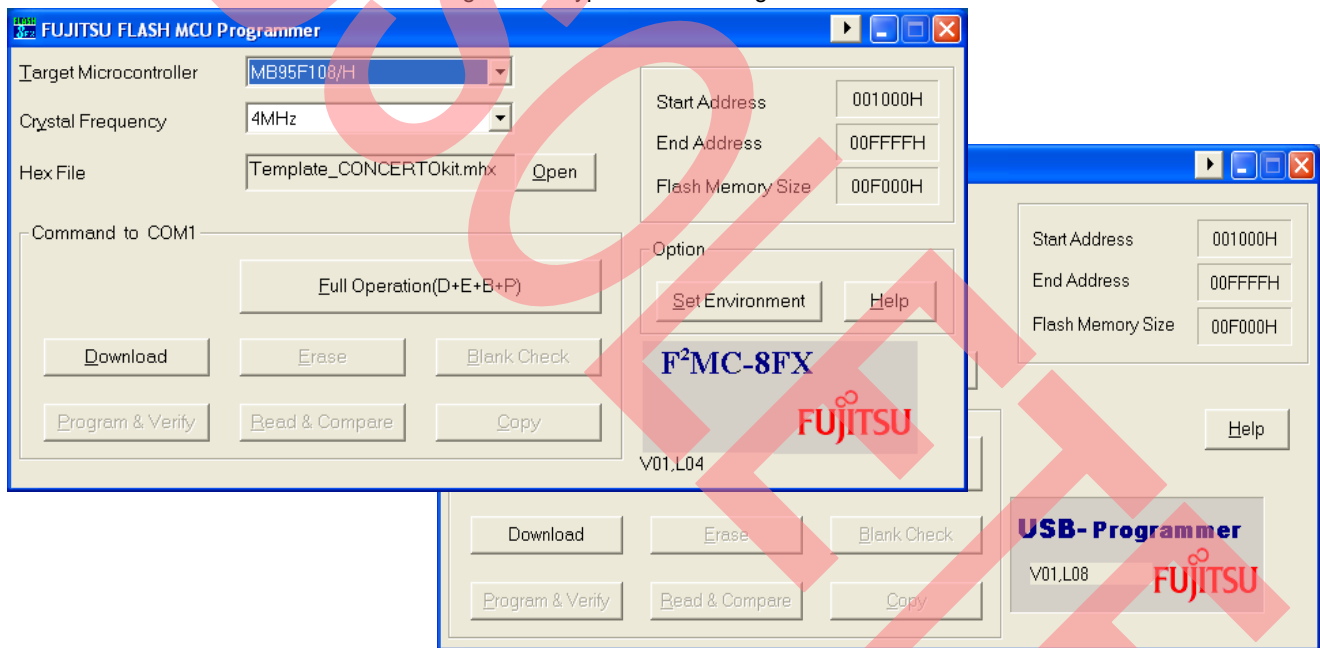 FUJITSU FLASH MCU Programmer
Target Microcontroller
MB95F108/H
Crystal Frequency
4MHz
Hex File
Template_CONCERTOkit.mhx
Open
Start Address
001000H
End Address
00FFFFH
Flash Memory Size
00F000H
Command to COM1
Full Operation(D+E+B+P)
Download
Erase
Blank Check
Program & Verify
Read & Compare
Copy
Option
Set Environment
Help
F²MC-8FX
FUJITSU
V01,L04
Start Address
001000H
End Address
00FFFFH
Flash Memory Size
00F000H
Help
Download
Erase
Blank Check
Program & Verify
Read & Compare
Copy
USB-Programmer
V01,L08
FUJITSU